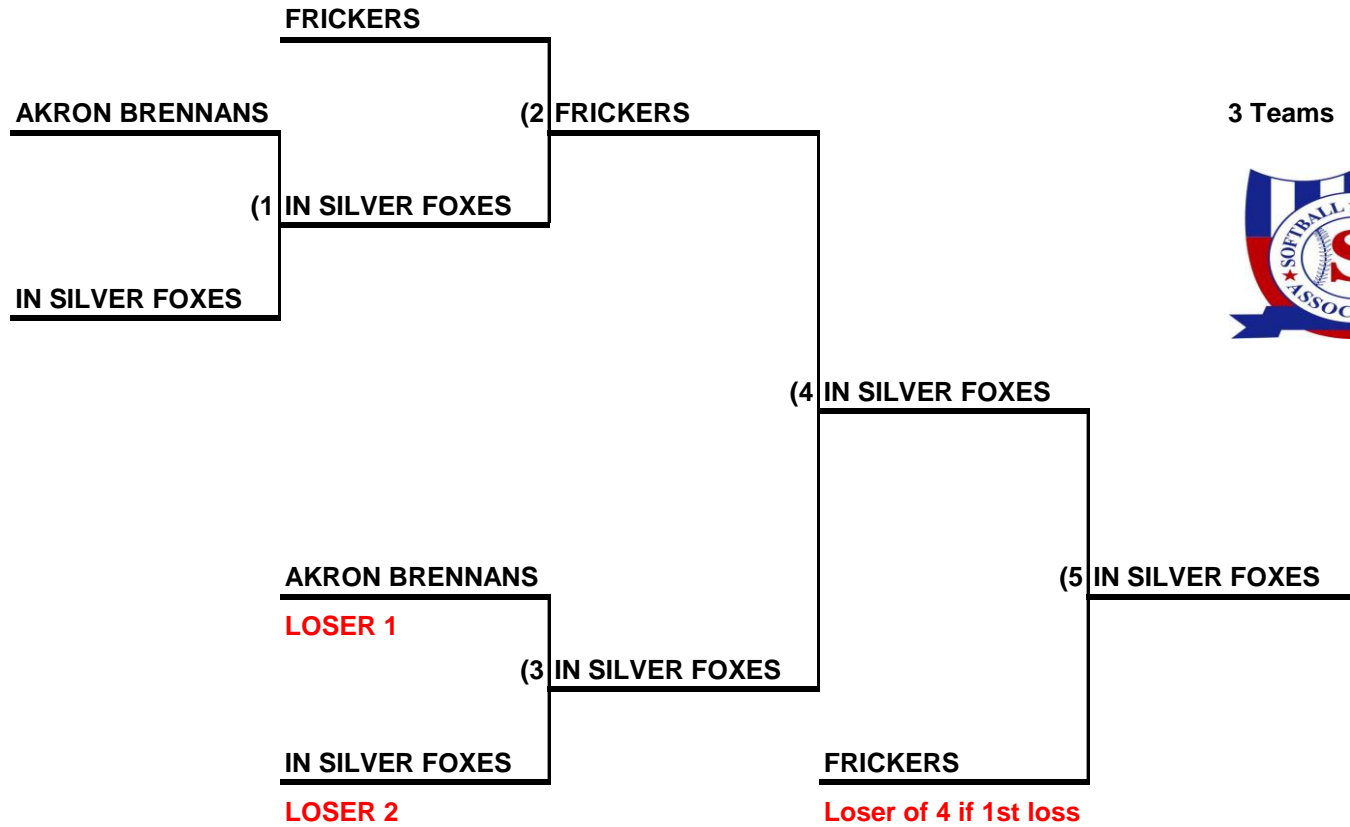 FRICKERS
AKRON BRENNANS
(2 FRICKERS
3 Teams
(1 IN SILVER FOXES
SOFTBALL
IN SILVER FOXES
(4 IN SILVER FOXES
AKRON BRENNANS
(5 IN SILVER FOXES
LOSER 1
(3 IN SILVER FOXES
IN SILVER FOXES
FRICKERS
LOSER 2
Loser of 4 if 1st loss